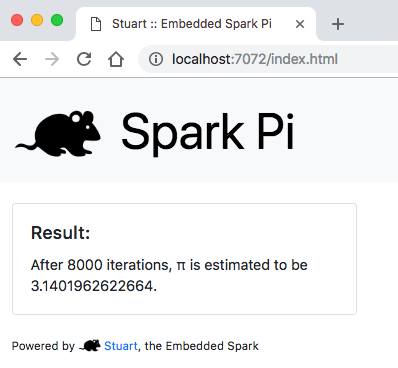 Stuart :: Embedded Spark Pi
localhost:7072/index.html
Spark Pi
Result:
After 8000 iterations, π is estimated to be
3.1401962622664.
Powered by Stuart, the Embedded Spark